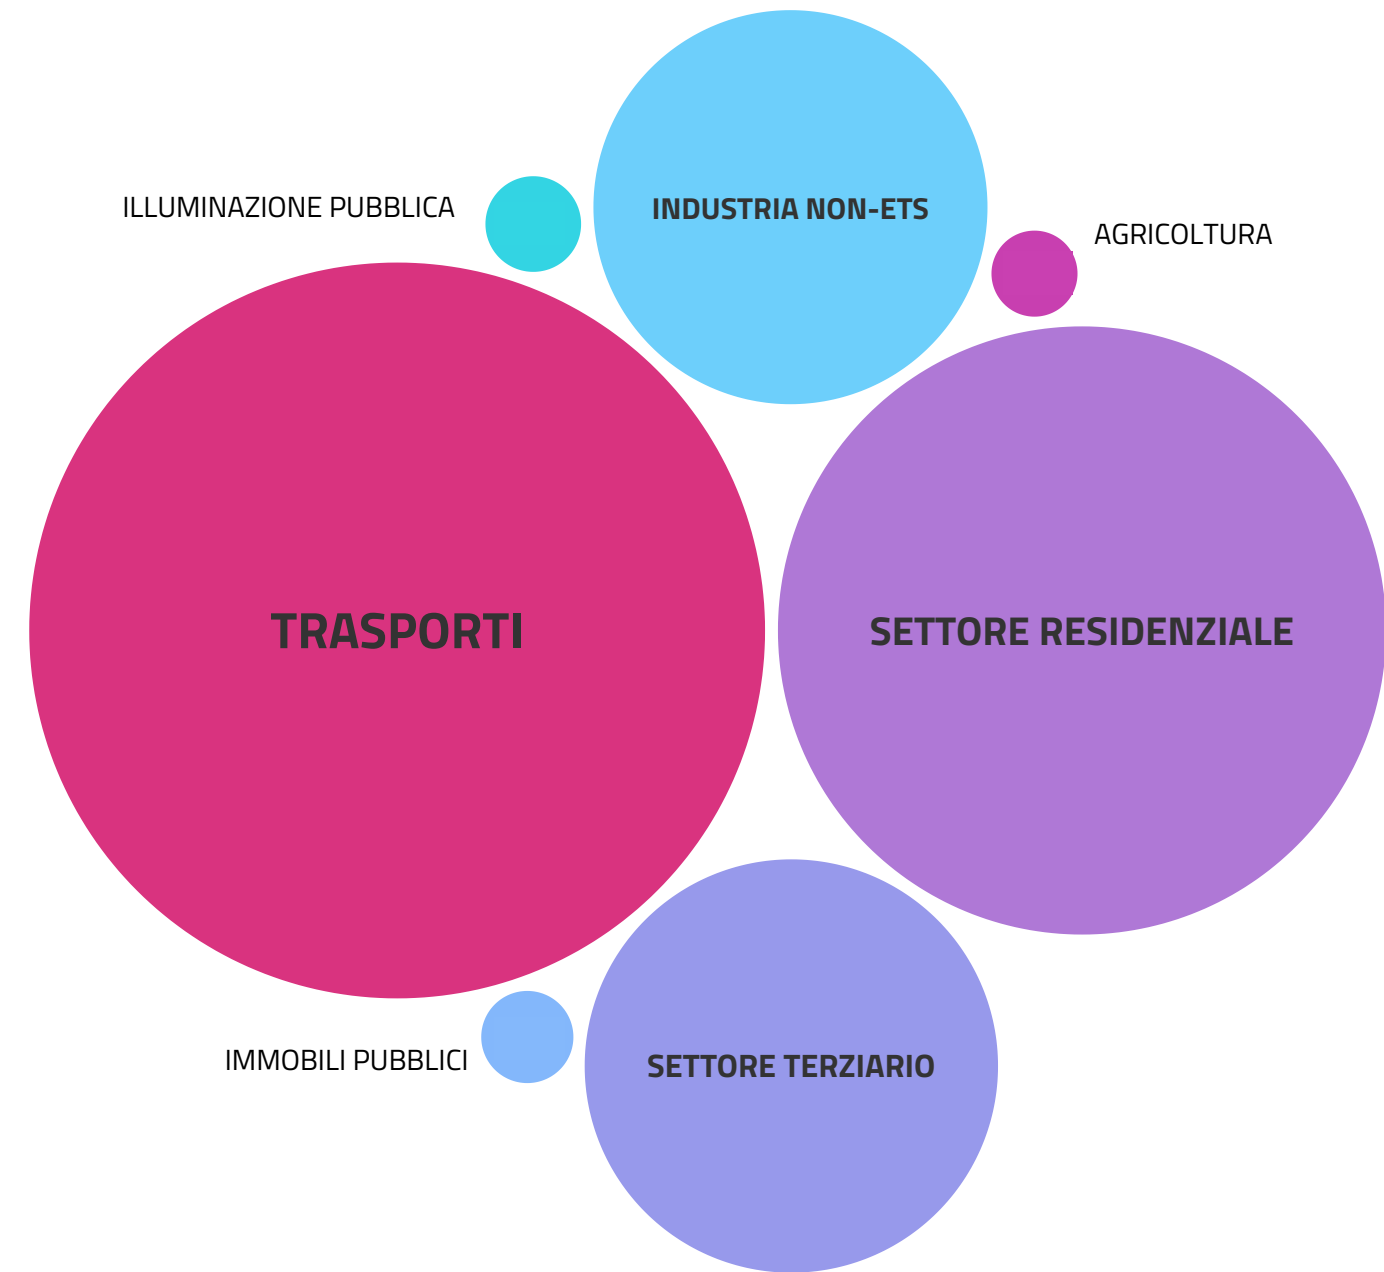 ILLUMINAZIONE PUBBLICA
INDUSTRIA NON-ETS
AGRICOLTURA
TRASPORTI
SETTORE RESIDENZIALE
IMMOBILI PUBBLICI
SETTORE TERZIARIO